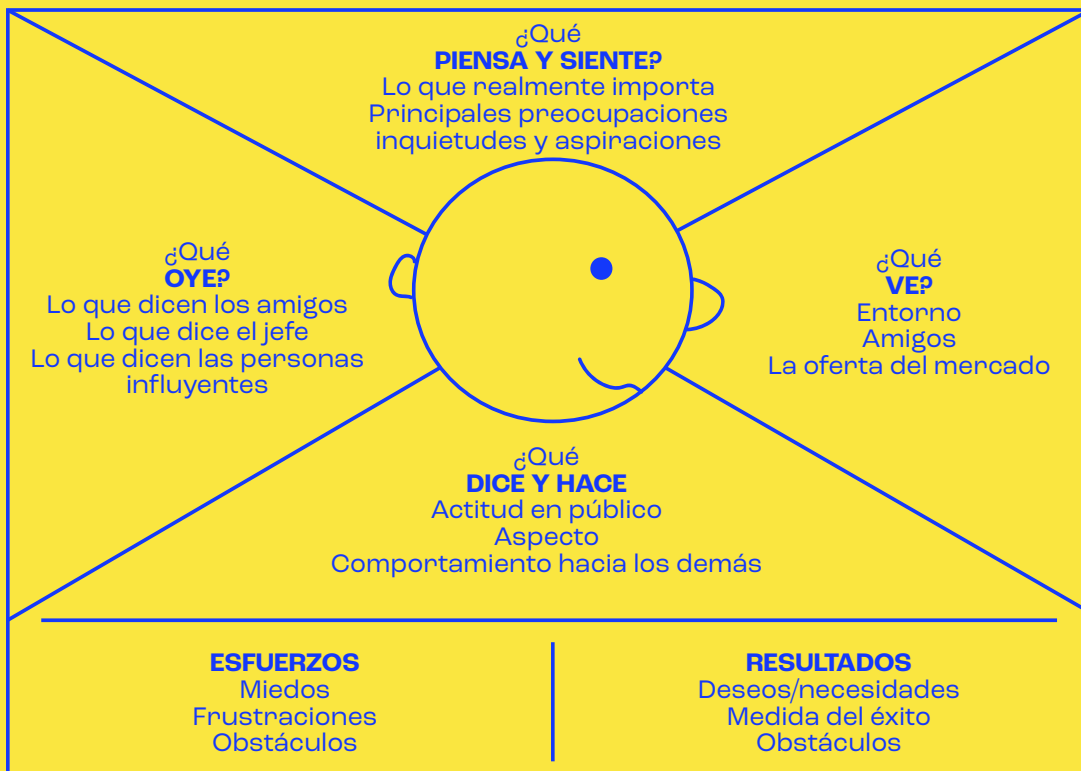 ¿Qué
PIENSA Y SIENTE?
Lo que realmente importa
Principales preocupaciones
inquietudes y aspiraciones
¿Qué
OYE?
Lo que dicen los amigos
Lo que dice el jefe
Lo que dicen las personas
influyentes
¿Qué
VE?
Entorno
Amigos
La oferta del mercado
¿Qué
DICE Y HACE
Actitud en público
Aspecto
Comportamiento hacia los demás
ESFUERZOS
Miedos
Frustraciones
Obstáculos
RESULTADOS
Deseos/necesidades
Medida del éxito
Obstáculos